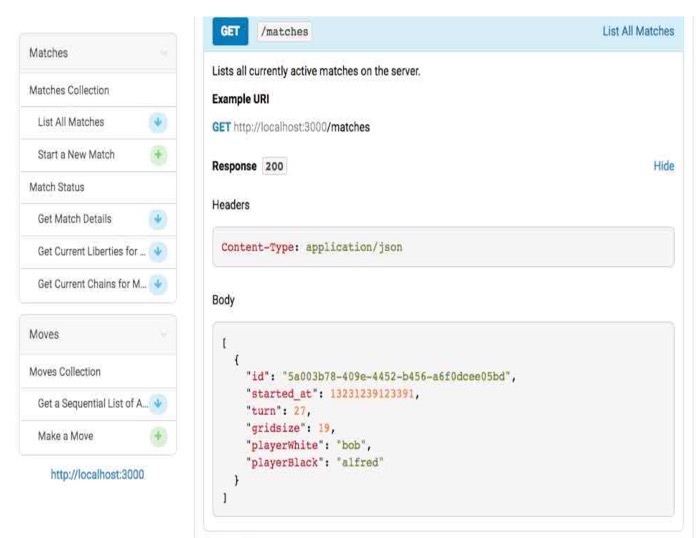 Matches
Matches Collection
List All Matches
Start a New Match
Match Status
Get Match Details
Get Current Liberties for ...
Get Current Chains for M...
Moves
Moves Collection
Get a Sequential List of A...
Make a Move
http://localhost:3000
GET /matches List All Matches
Lists all currently active matches on the server.
Example URI
GET http://localhost:3000/matches
Response 200 Hide
Headers
Content-Type: application/json
Body
[
{
"id": "5a003b78-409e-4452-b456-a6f0dcee05bd",
"started_at": 13231239123391,
"turn": 27,
"gridsize": 19,
"playerWhite": "bob",
"playerBlack": "alfred"
}
]